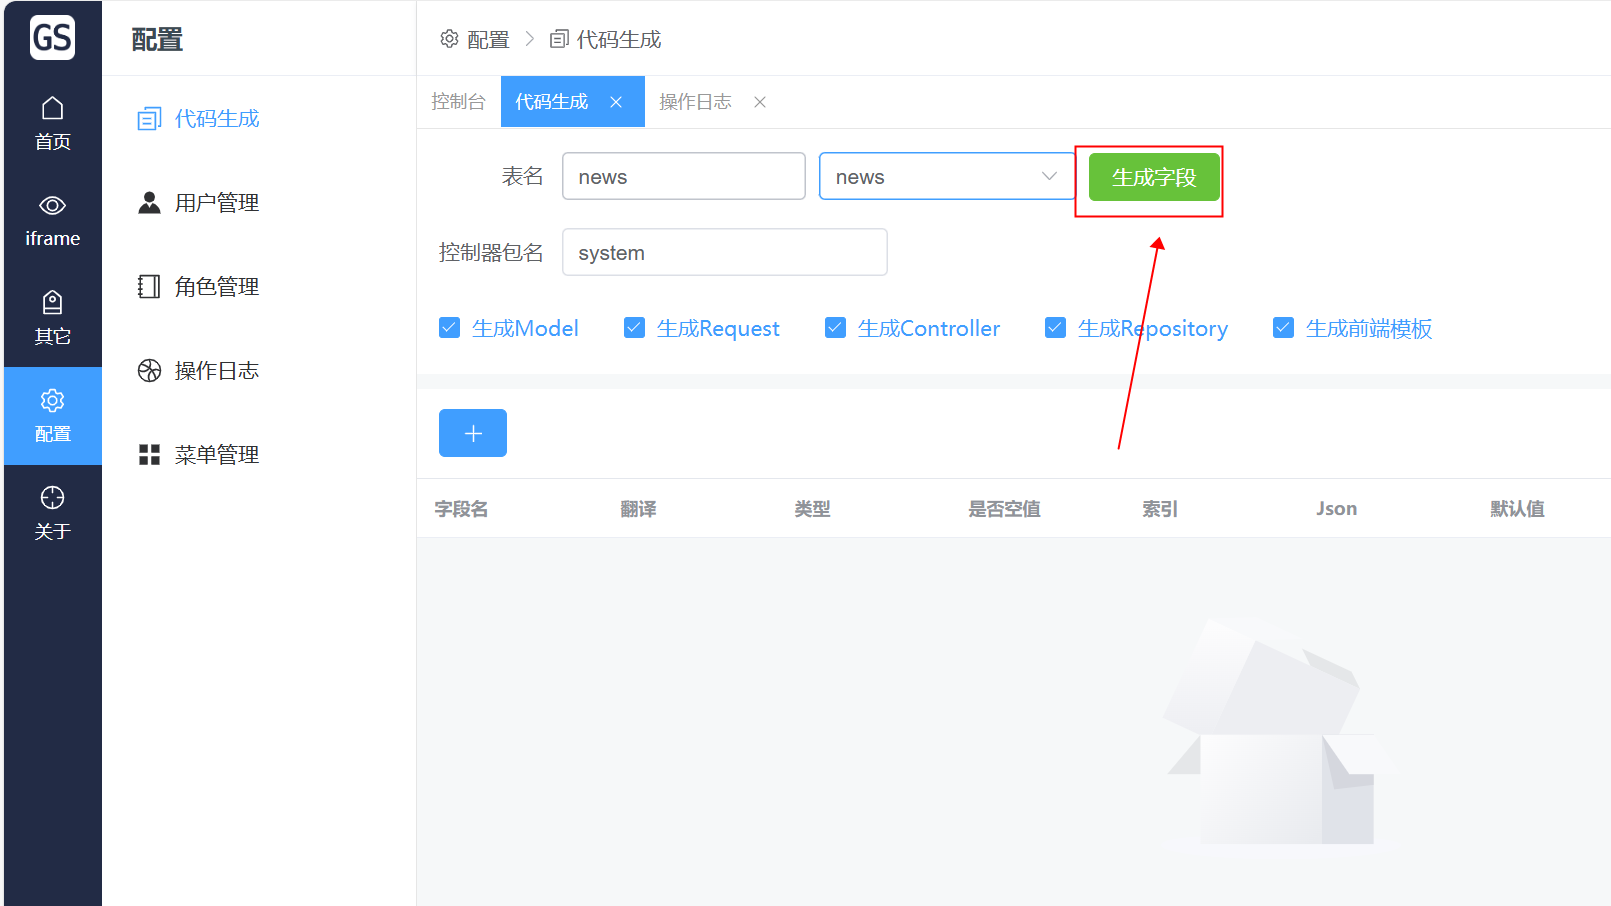 GS
首页
iframe
其它
配置
关于
配置
代码生成
用户管理
角色管理
操作日志
菜单管理
配置 代码生成
控制台 代码生成 操作日志
表名 news news 生成字段
控制器包名 system
生成Model 生成Request 生成Controller 生成Repository 生成前端模板
字段名 翻译 类型 是否空值 索引 Json 默认值